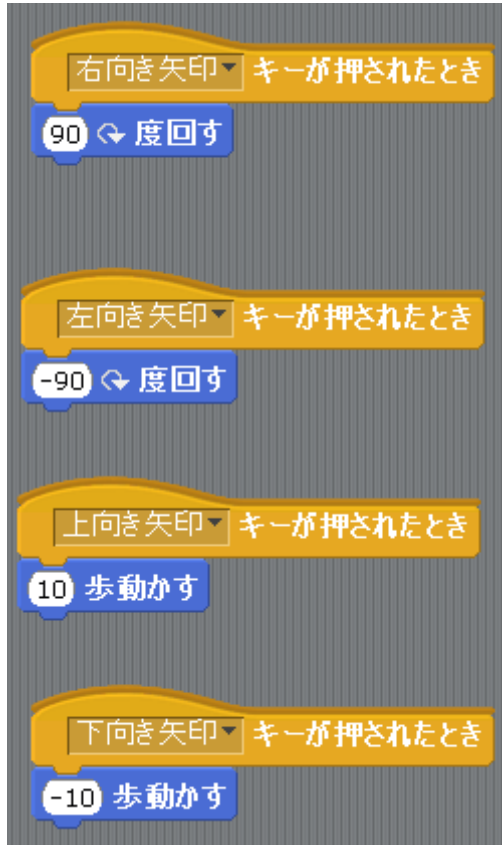 右向き矢印 キーが押されたとき
90 度回す
左向き矢印 キーが押されたとき
-90 度回す
上向き矢印 キーが押されたとき
10 歩動かす
下向き矢印 キーが押されたとき
-10 歩動かす